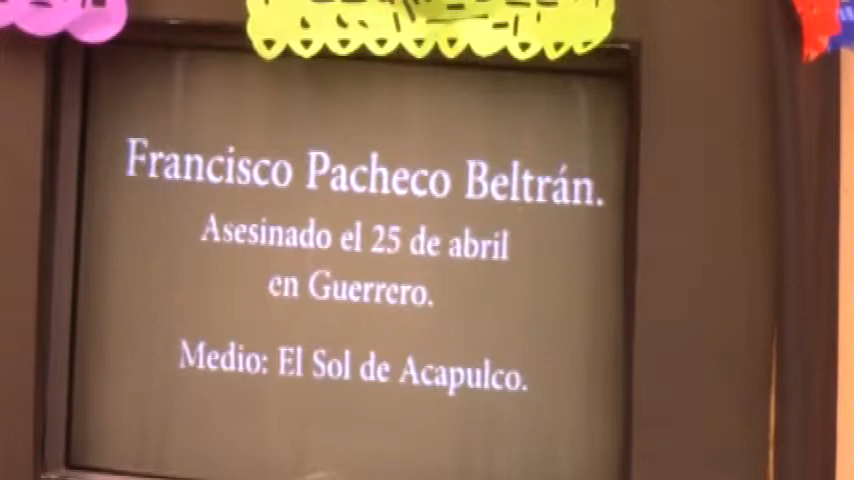 Francisco Pacheco Beltrán.
Asesinado el 25 de abril
en Guerrero.
Medio: El Sol de Acapulco.